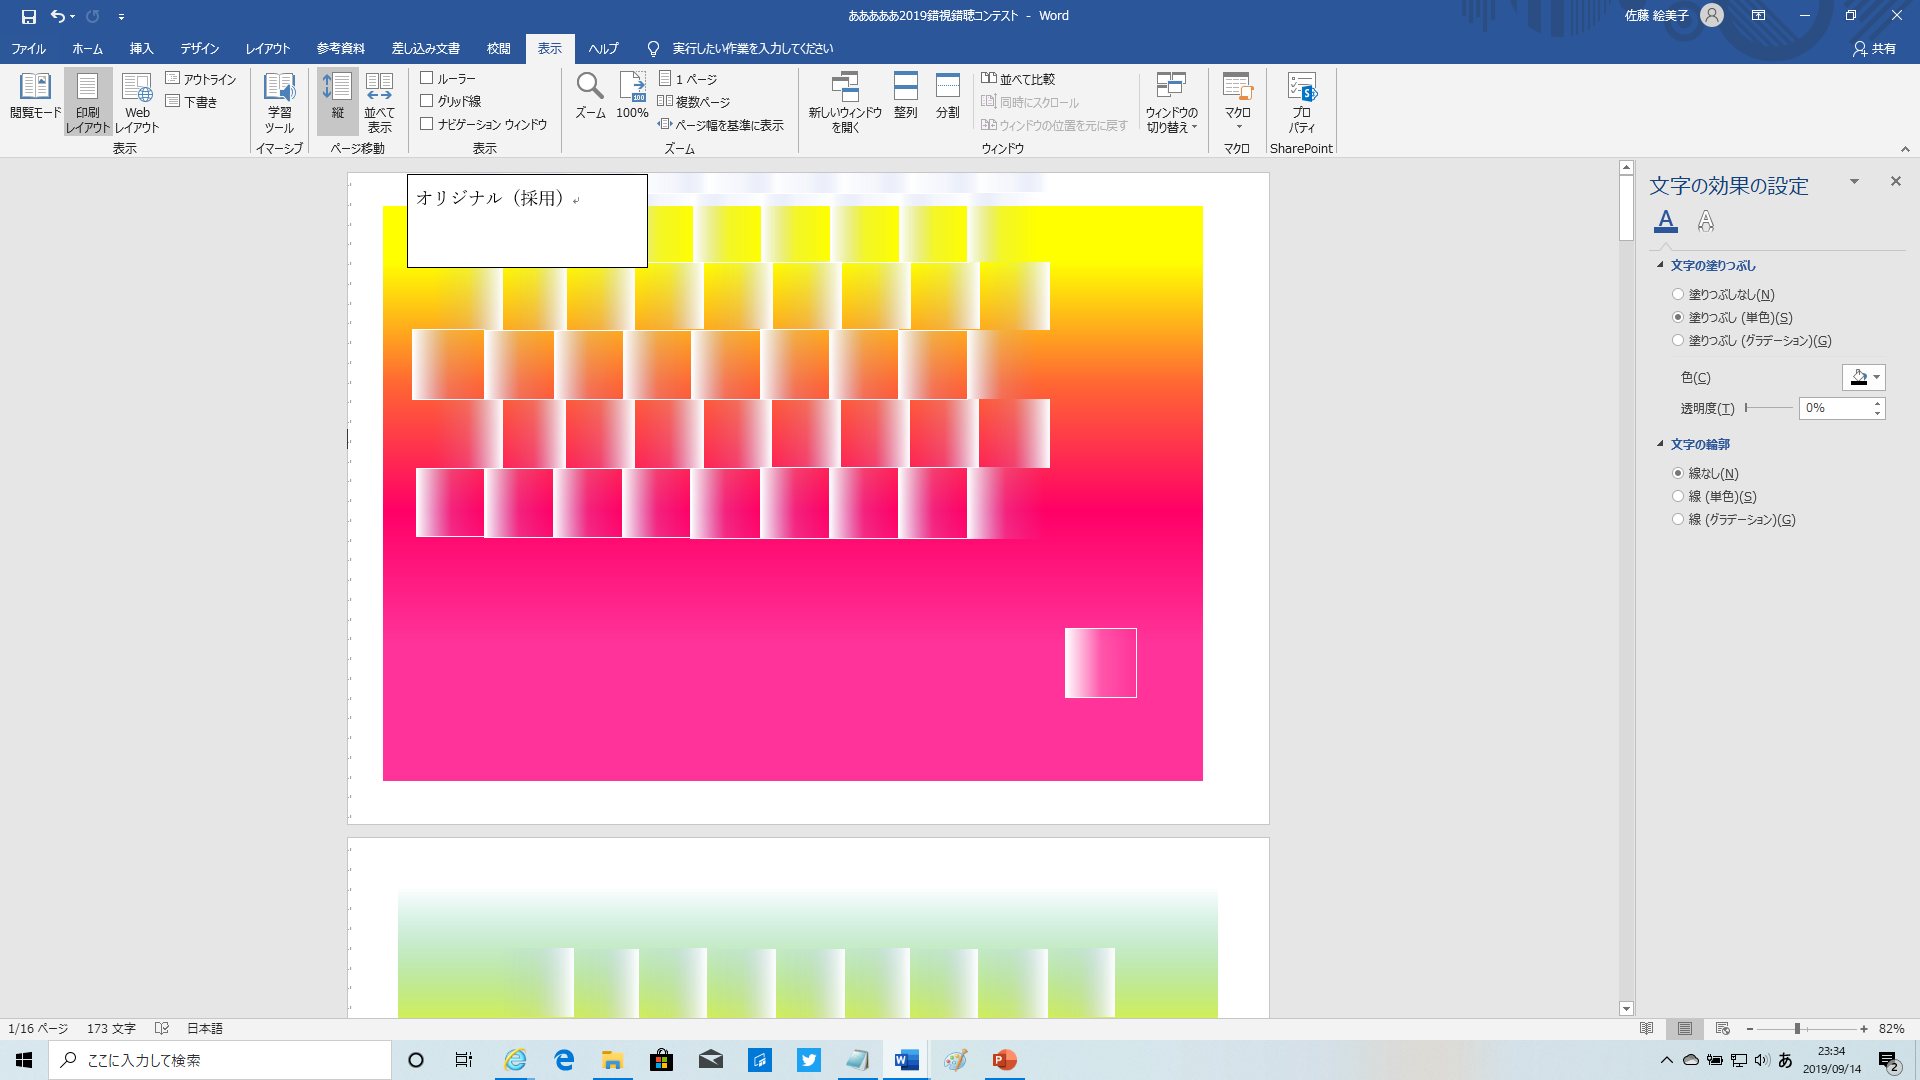 あああああ2019錯視錯聴コンテスト - Word
佐藤 絵美子
ファイル ホーム 挿入 デザイン レイアウト 参考資料 差し込み文書 校閲 表示 ヘルプ 実行したい作業を入力してください 共有
閲覧モード
印刷 レイアウト
Web レイアウト
アウトライン
下書き
表示
学習 ツール
イマーシブ
縦
並べて 表示
ページ移動
ルーラー
グリッド線
ナビゲーション ウィンドウ
表示
ズーム
100%
1 ページ
複数ページ
ページ幅を基準に表示
ズーム
新しいウィンドウ を開く
整列
分割
並べて比較
同時にスクロール
ウィンドウの位置を元に戻す
ウィンドウの 切り替え
ウィンドウ
マクロ
マクロ
プロ パティ
SharePoint
オリジナル（採用）
文字の効果の設定
文字の塗りつぶし
塗りつぶしなし(N)
塗りつぶし (単色)(S)
塗りつぶし (グラデーション)(G)
色(C)
透明度(T) 0%
文字の輪郭
線なし(N)
線 (単色)(S)
線 (グラデーション)(G)
1/16 ページ 173 文字 日本語
82%
ここに入力して検索
あ
23:34
2019/09/14
2